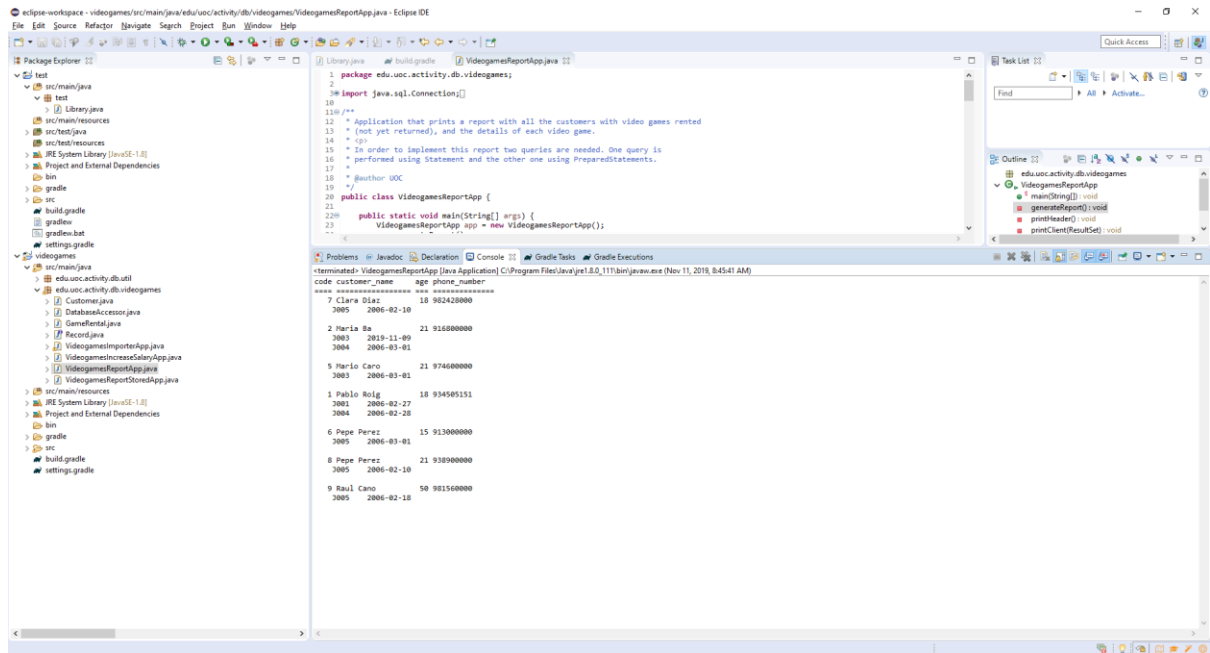 eclipse-workspace - videogames/src/main/java/edu/uoc/activity/db/videogames/VideogamesReportApp.java - Eclipse IDE
File Edit Source Refactor Navigate Search Project Run Window Help
Quick Access
Package Explorer
test
src/main/java
test
Library.java
src/main/resources
src/test/java
src/test/resources
JRE System Library [JavaSE-1.8]
Project and External Dependencies
bin
gradle
src
build.gradle
gradlew
gradlew.bat
settings.gradle
videogames
src/main/java
edu.uoc.activity.db.util
edu.uoc.activity.db.videogames
Customer.java
DatabaseAccessor.java
GameRental.java
Record.java
VideogamesImporterApp.java
VideogamesIncreaseSalaryApp.java
VideogamesReportApp.java
VideogamesReportStoredApp.java
src/main/resources
JRE System Library [JavaSE-1.8]
Project and External Dependencies
bin
gradle
src
build.gradle
settings.gradle
Library.java build.gradle VideogamesReportApp.java
1 package edu.uoc.activity.db.videogames;
2
3 import java.sql.Connection;
10
11 /**
12 * Application that prints a report with all the customers with video games rented
13 * (not yet returned), and the details of each video game.
14 * <p>
15 * In order to implement this report two queries are needed. One query is
16 * performed using Statement and the other one using PreparedStatements.
17 *
18 * @author UOC
19 */
20 public class VideogamesReportApp {
21
22 public static void main(String[] args) {
23 VideogamesReportApp app = new VideogamesReportApp();
Task List
Find All Activate...
Outline
edu.uoc.activity.db.videogames
VideogamesReportApp
main(String[]) : void
generateReport() : void
printHeader() : void
printClient(ResultSet) : void
Problems Javadoc Declaration Console Gradle Tasks Gradle Executions
<terminated> VideogamesReportApp [Java Application] C:\Program Files\Java\jre1.8.0_111\bin\javaw.exe (Nov 11, 2019, 8:45:41 AM)
code customer_name age phone_number
==== ================== === ==============
7 Clara Diaz 18 982428000
J005 2006-02-10
2 Maria Ba 21 916800000
J003 2019-11-09
J004 2006-03-01
5 Mario Caro 21 974600000
J003 2006-03-01
1 Pablo Roig 18 934505151
J001 2006-02-27
J004 2006-02-28
6 Pepe Perez 15 913000000
J005 2006-03-01
8 Pepe Perez 21 938900000
J005 2006-02-10
9 Raul Cano 50 981560000
J005 2006-02-18